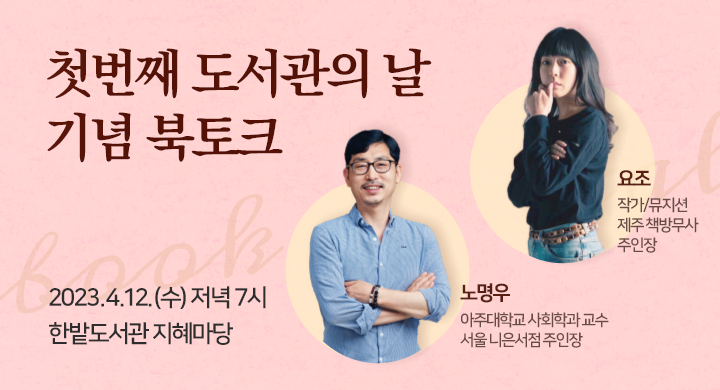 첫번째 도서관의 날
기념 북토크
요조
작가/뮤지션
제주 책방무사
주인장
2023.4.12.(수) 저녁 7시
한밭도서관 지혜마당
노명우
아주대학교 사회학과 교수
서울 니은서점 주인장
book